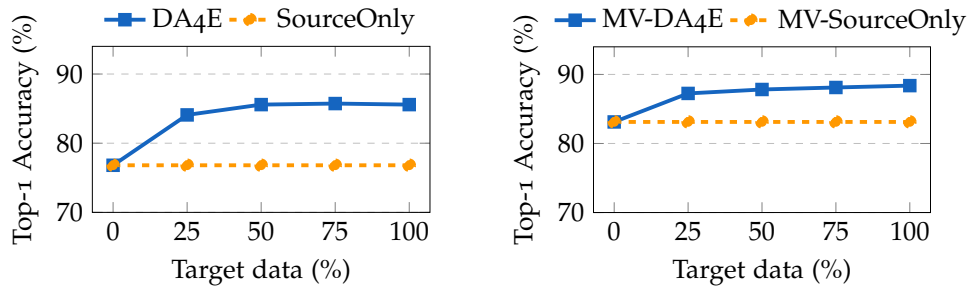 DA4E SourceOnly
90
80
70
Top-1 Accuracy (%)
0 25 50 75 100
Target data (%)
MV-DA4E MV-SourceOnly
90
80
70
Top-1 Accuracy (%)
0 25 50 75 100
Target data (%)